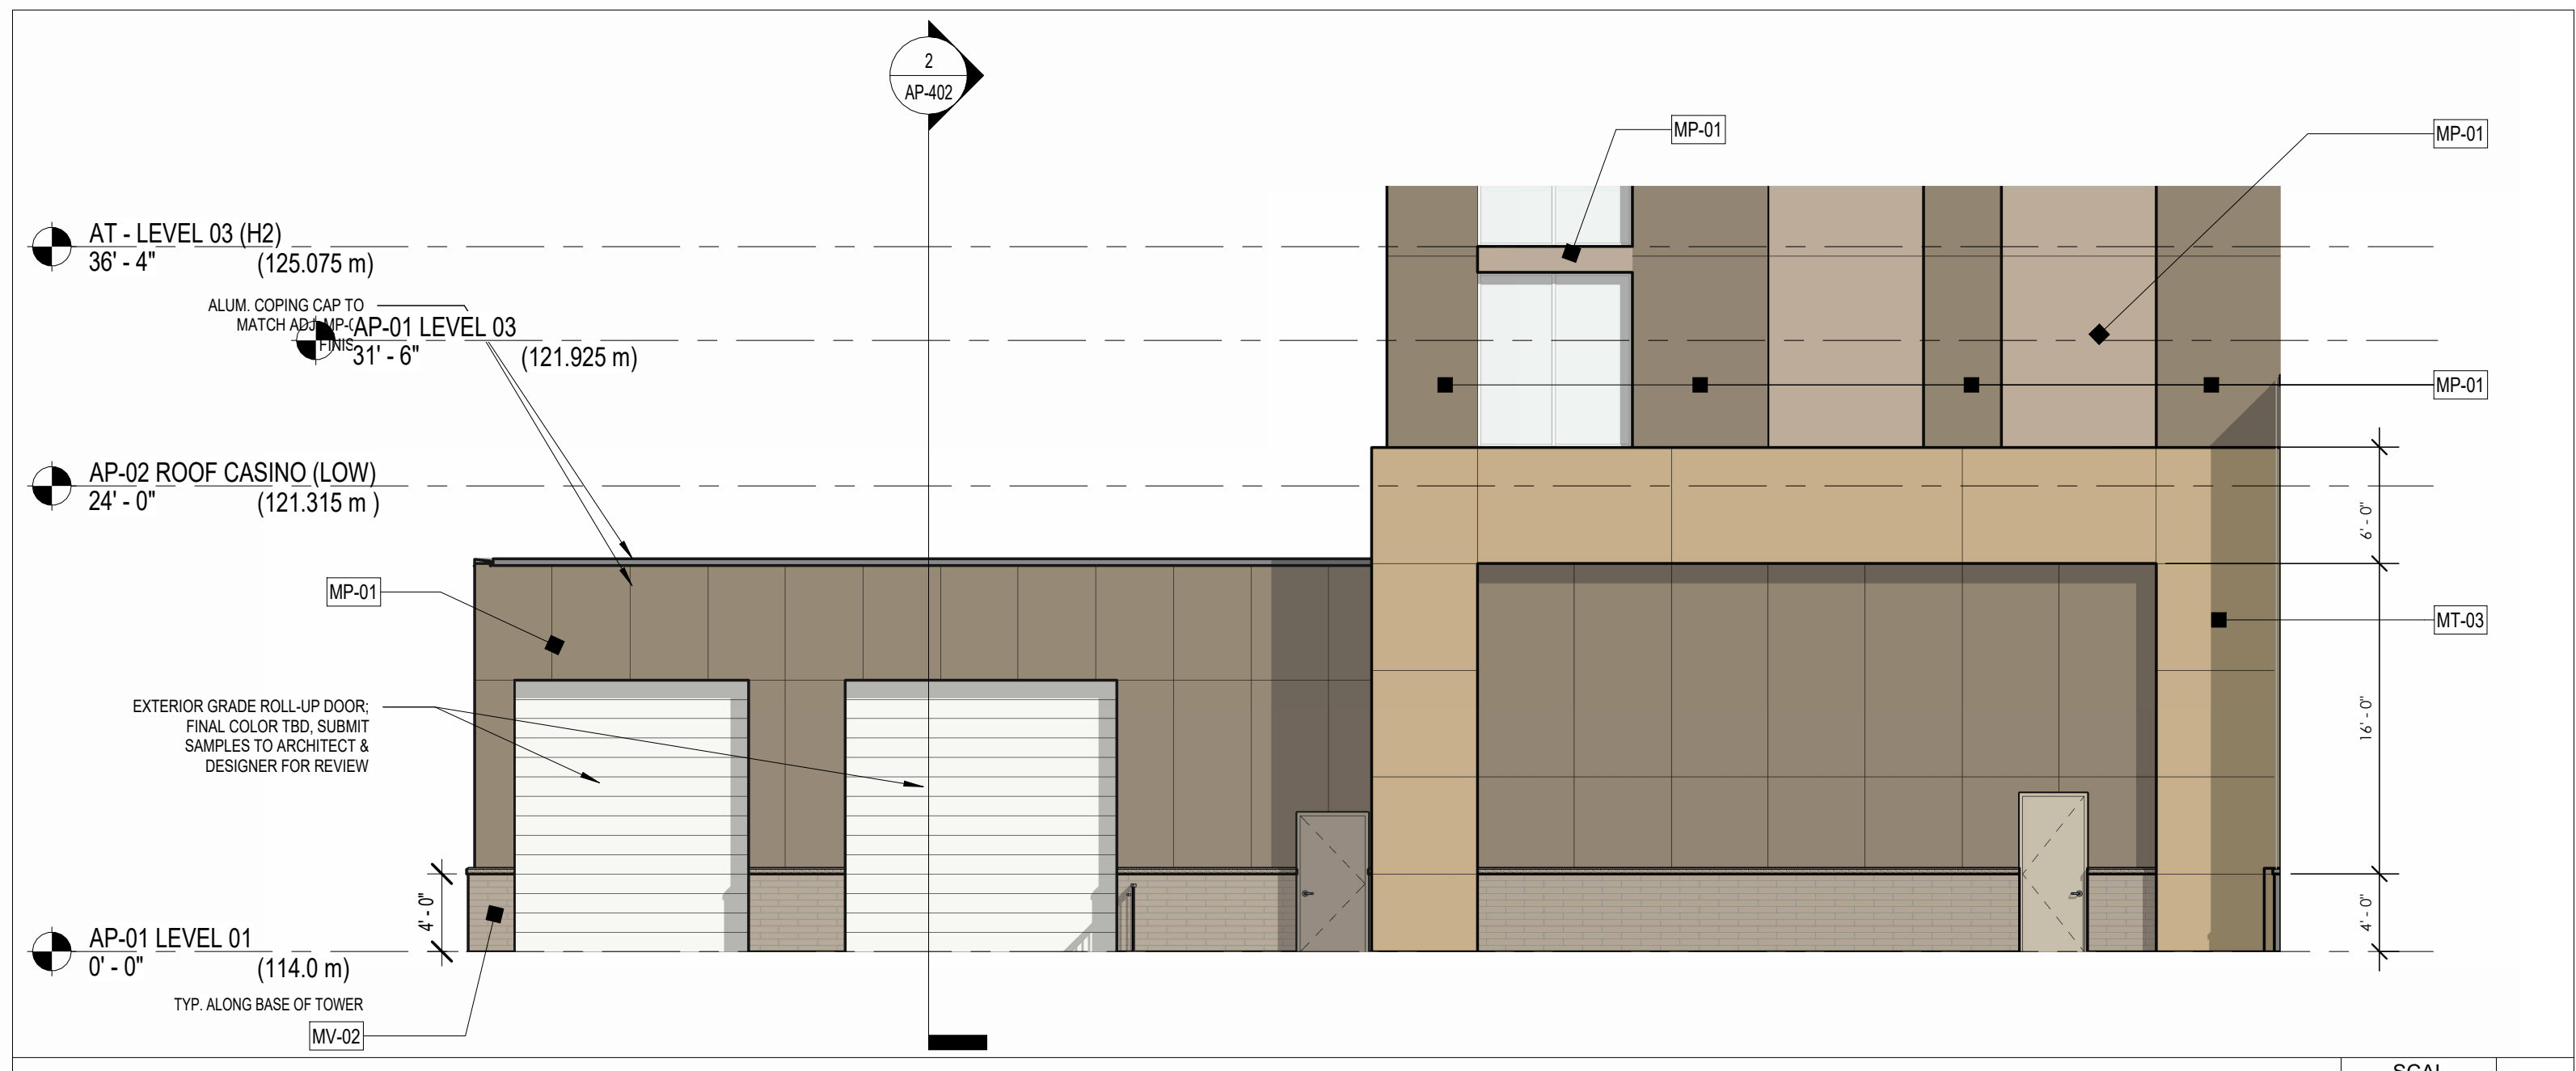 2
AP-402
MP-01
MP-01
AT - LEVEL 03 (H2)
36' - 4"
(125.075 m)
ALUM. COPING CAP TO
MATCH ADJ. MP-0
FINIS
AP-01 LEVEL 03
31' - 6"
(121.925 m)
MP-01
AP-02 ROOF CASINO (LOW)
24' - 0"
(121.315 m )
6' - 0"
MP-01
MT-03
EXTERIOR GRADE ROLL-UP DOOR;
FINAL COLOR TBD, SUBMIT
SAMPLES TO ARCHITECT &
DESIGNER FOR REVIEW
16' - 0"
4' - 0"
4' - 0"
AP-01 LEVEL 01
0' - 0"
(114.0 m)
TYP. ALONG BASE OF TOWER
MV-02